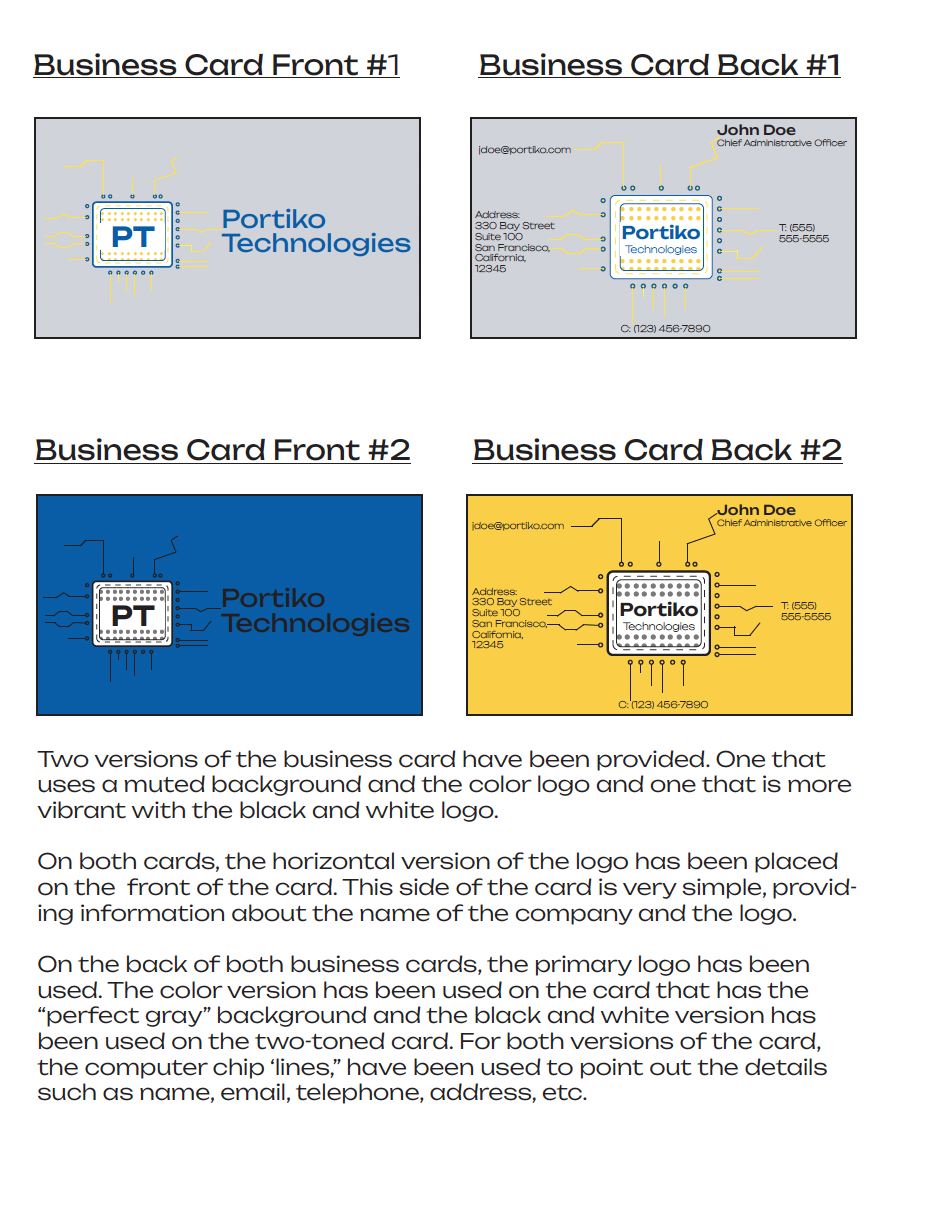 Business Card Front #1
Business Card Back #1
PT
Portiko
Technologies
jdoe@portiko.com
John Doe
Chief Administrative Officer
Address:
330 Bay Street
Suite 100
San Francisco,
California,
12345
Portiko
Technologies
T: (555)
555-5555
C: (123) 456-7890
Business Card Front #2
Business Card Back #2
PT
Portiko
Technologies
jdoe@portiko.com
John Doe
Chief Administrative Officer
Address:
330 Bay Street
Suite 100
San Francisco,
California,
12345
Portiko
Technologies
T: (555)
555-5555
C: (123) 456-7890
Two versions of the business card have been provided. One that
uses a muted background and the color logo and one that is more
vibrant with the black and white logo.
On both cards, the horizontal version of the logo has been placed
on the  front of the card. This side of the card is very simple, provid-
ing information about the name of the company and the logo.
On the back of both business cards, the primary logo has been
used. The color version has been used on the card that has the
“perfect gray” background and the black and white version has
been used on the two-toned card. For both versions of the card,
the computer chip ‘lines,” have been used to point out the details
such as name, email, telephone, address, etc.